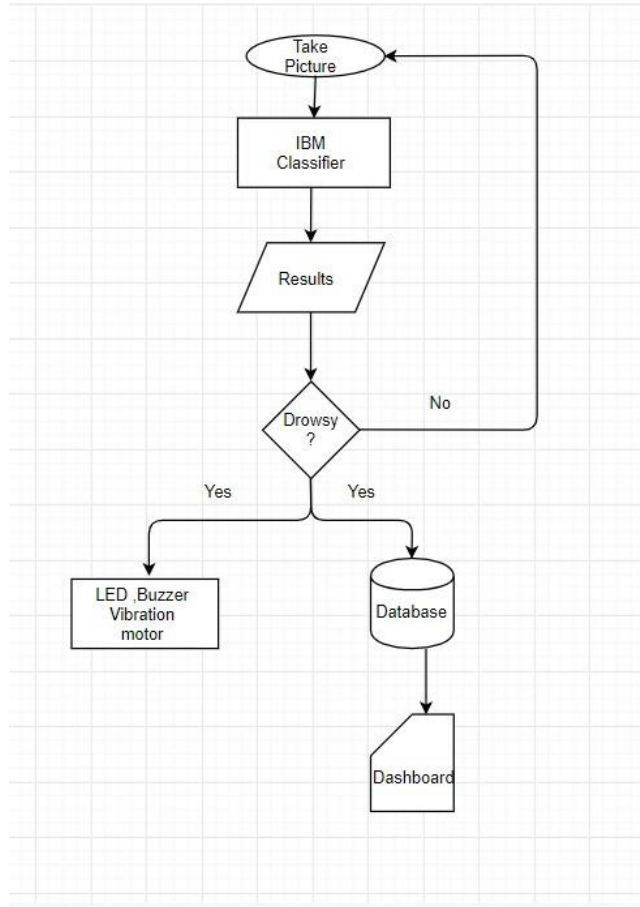 Take
Picture
IBM
Classifier
Results
Drowsy
?
No
Yes
Yes
LED ,Buzzer
Vibration
motor
Database
Dashboard